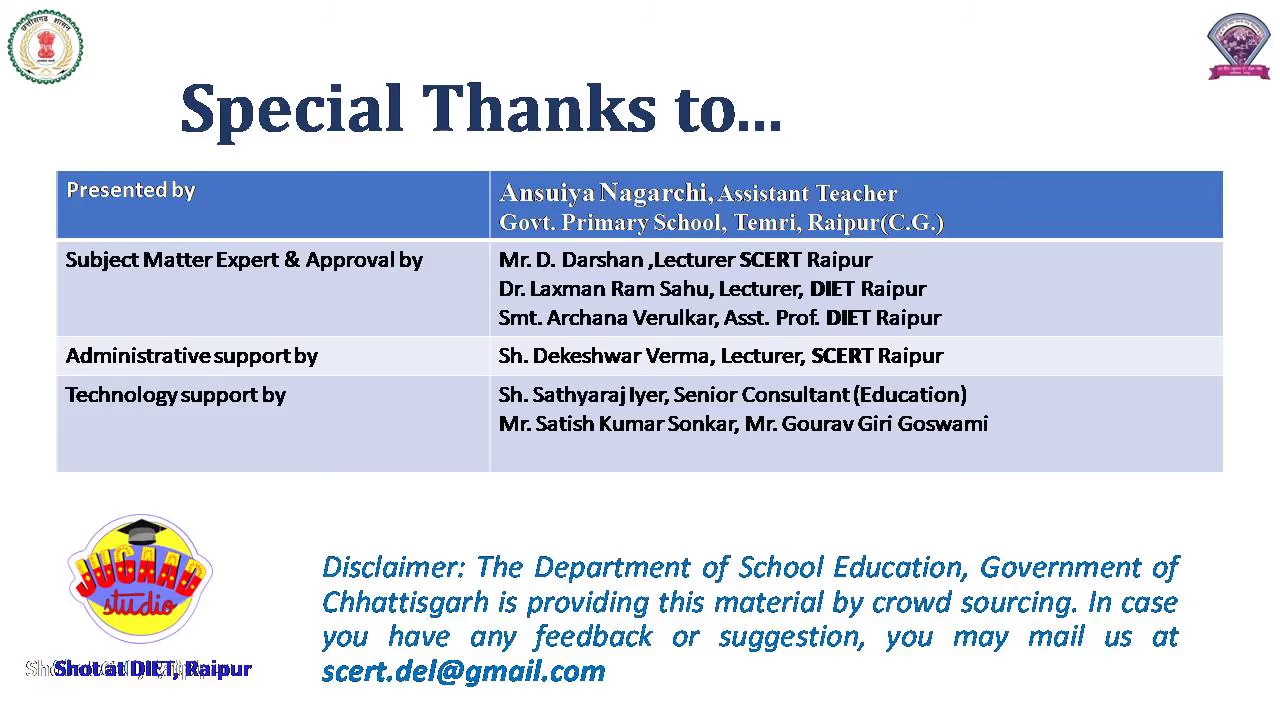 छत्तीसगढ़ शासन
Special Thanks to...
Presented by
Ansuiya Nagarchi, Assistant Teacher
Govt. Primary School, Temri, Raipur(C.G.)
Subject Matter Expert & Approval by
Mr. D. Darshan ,Lecturer SCERT Raipur
Dr. Laxman Ram Sahu, Lecturer, DIET Raipur
Smt. Archana Verulkar, Asst. Prof. DIET Raipur
Administrative support by
Sh. Dekeshwar Verma, Lecturer, SCERT Raipur
Technology support by
Sh. Sathyaraj Iyer, Senior Consultant (Education)
Mr. Satish Kumar Sonkar, Mr. Gourav Giri Goswami
JUGAAD
studio
Shot at DIET, Raipur
Disclaimer: The Department of School Education, Government of
Chhattisgarh is providing this material by crowd sourcing. In case
you have any feedback or suggestion, you may mail us at
scert.del@gmail.com